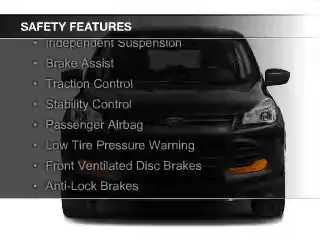 SAFETY FEATURES
• Independent Suspension
• Brake Assist
• Traction Control
• Stability Control
• Passenger Airbag
• Low Tire Pressure Warning
• Front Ventilated Disc Brakes
• Anti-Lock Brakes